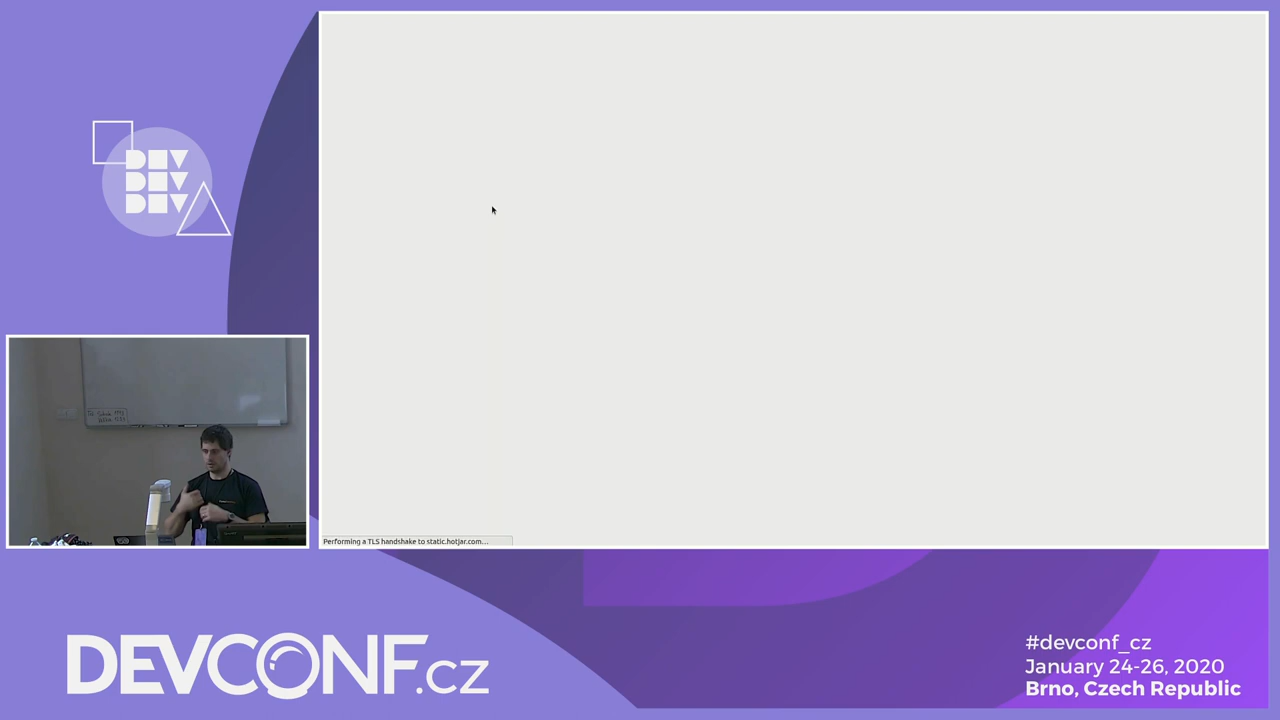 DEV
DEV
DEV
Performing a TLS handshake to static.hotjar.com...
DEVCONF.cz
#devconf_cz
January 24-26, 2020
Brno, Czech Republic